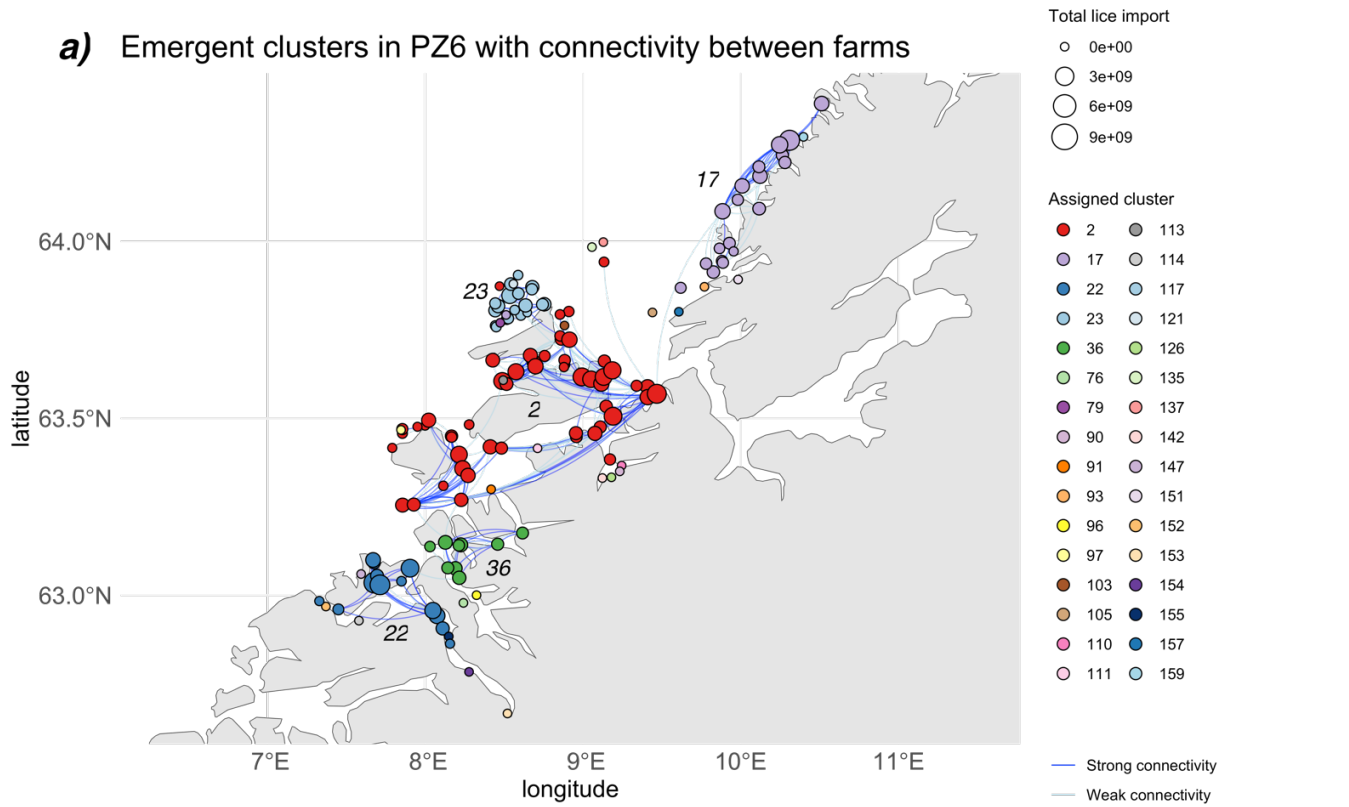 a) Emergent clusters in PZ6 with connectivity between farms
64.0°N
63.5°N
63.0°N
latitude
7°E 8°E 9°E 10°E 11°E
longitude
17
23
2
36
22
Total lice import
0e+00
3e+09
6e+09
9e+09
Assigned cluster
2 113
17 114
22 117
23 121
36 126
76 135
79 137
90 142
91 147
93 151
96 152
97 153
103 154
105 155
110 157
111 159
Strong connectivity
Weak connectivity